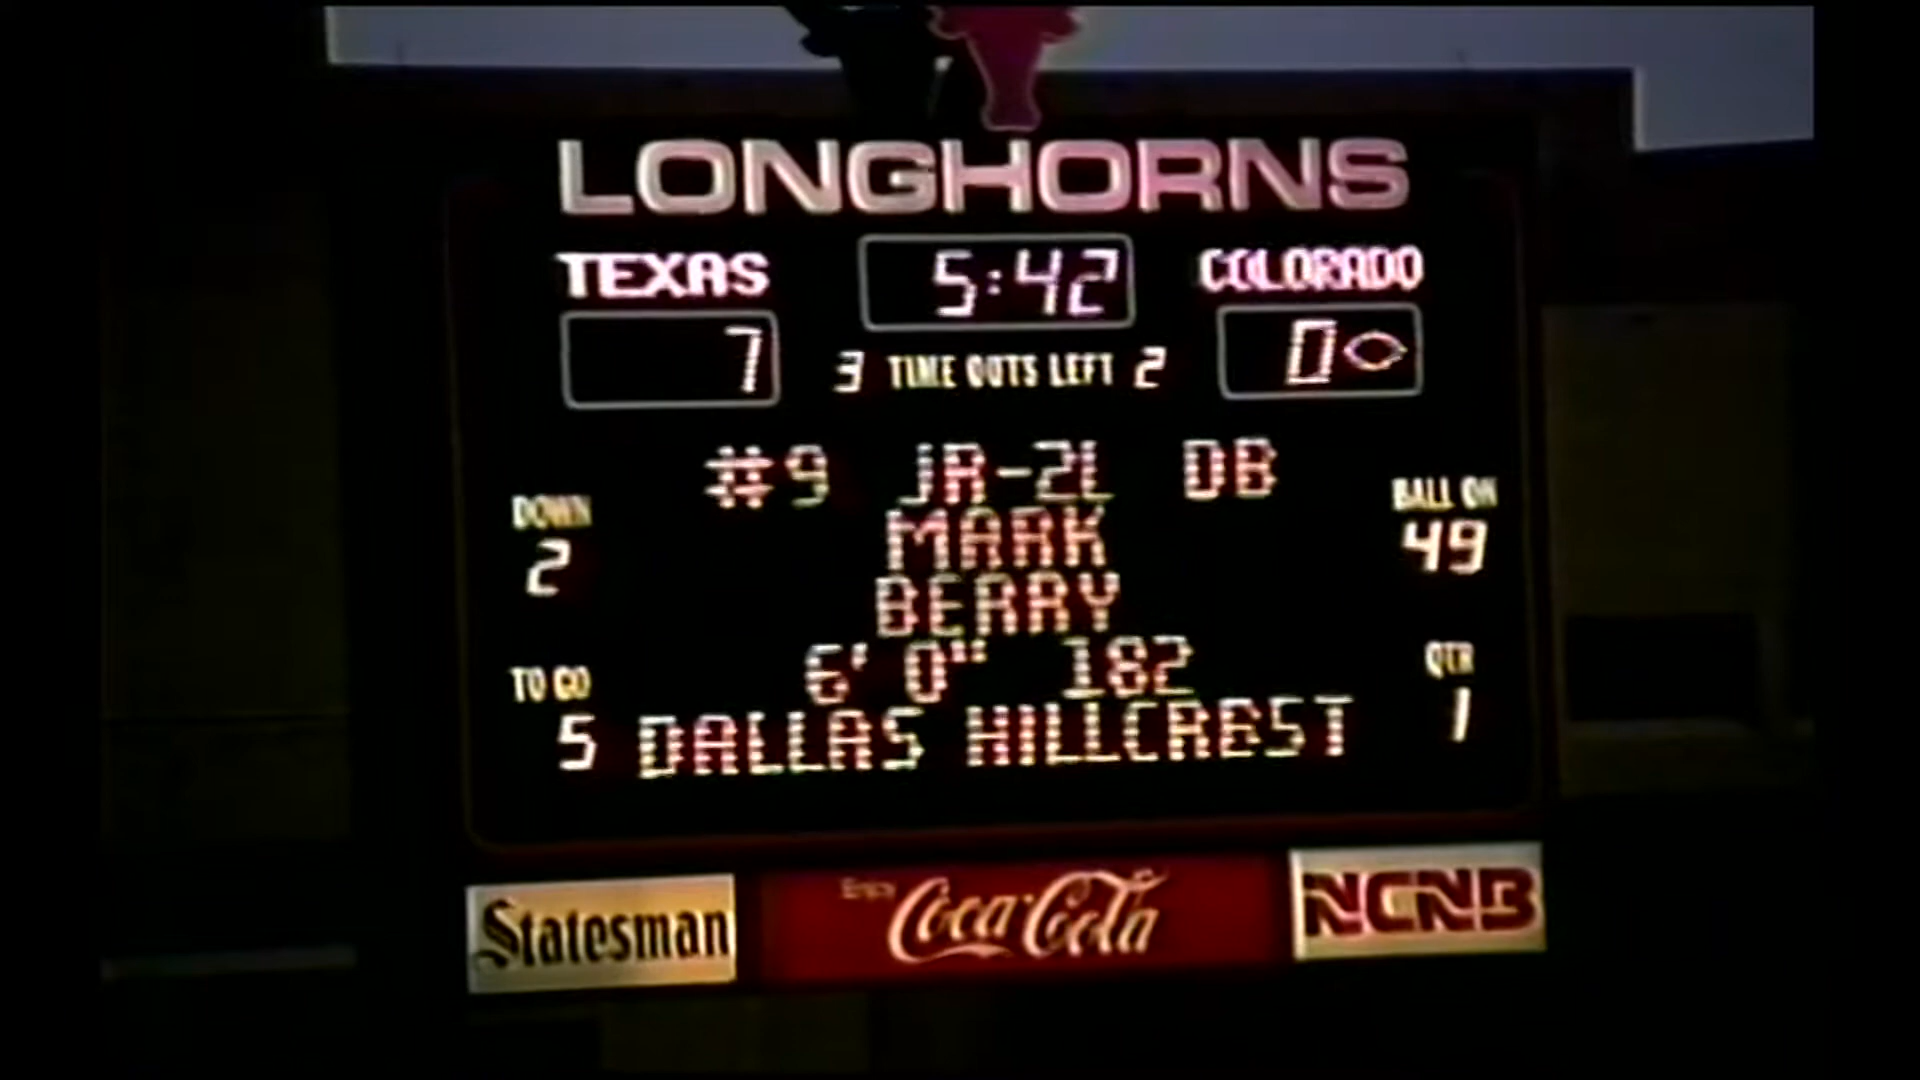 LONGHORNS
TEXAS 5:42 COLORADO
7 3 TIME OUTS LEFT 2 0
#9 JR-2L DB
DOWN MARK BALL ON
2 BERRY 49
TO GO 6' 0" 182 QTR
5 DALLAS HILLCREST 1
Statesman Enjoy Coca-Cola NCNB